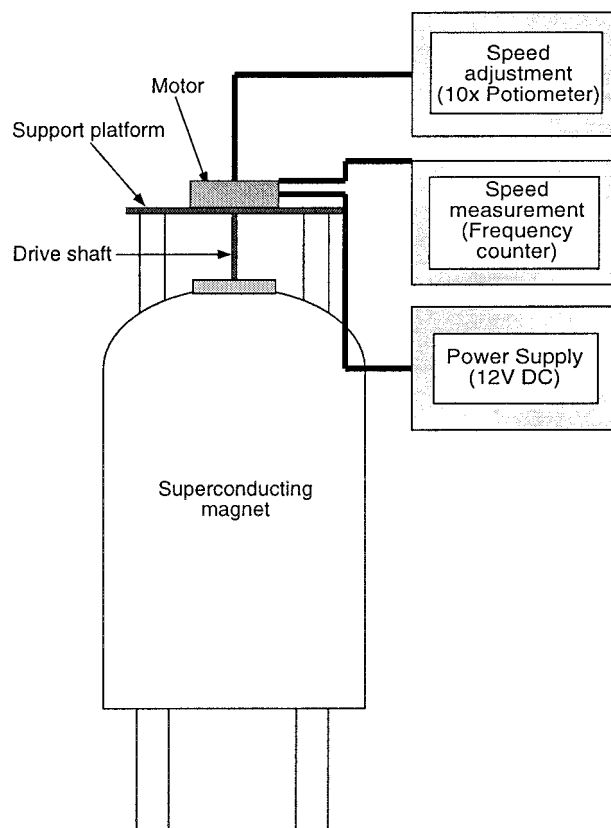 Speed
adjustment
(10x Potiometer)
Motor
Support platform
Speed
measurement
(Frequency
counter)
Drive shaft
Power Supply
(12V DC)
Superconducting
magnet